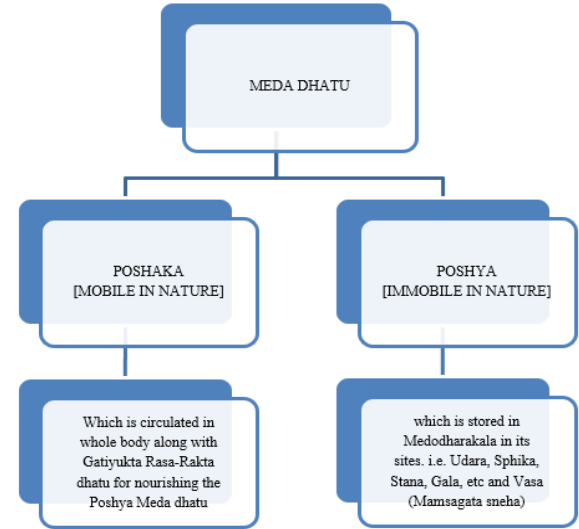 MEDA DHATU
POSHAKA
[MOBILE IN NATURE]
POSHYA
[IMMOBILE IN NATURE]
Which is circulated in
whole body along with
Gatiyukta Rasa-Rakta
dhatu for nourishing the
Poshya Meda dhatu
which is stored in
Medodharakala in its
sites. i.e. Udara, Sphika,
Stana, Gala, etc and Vasa
(Mamsagata sneha)